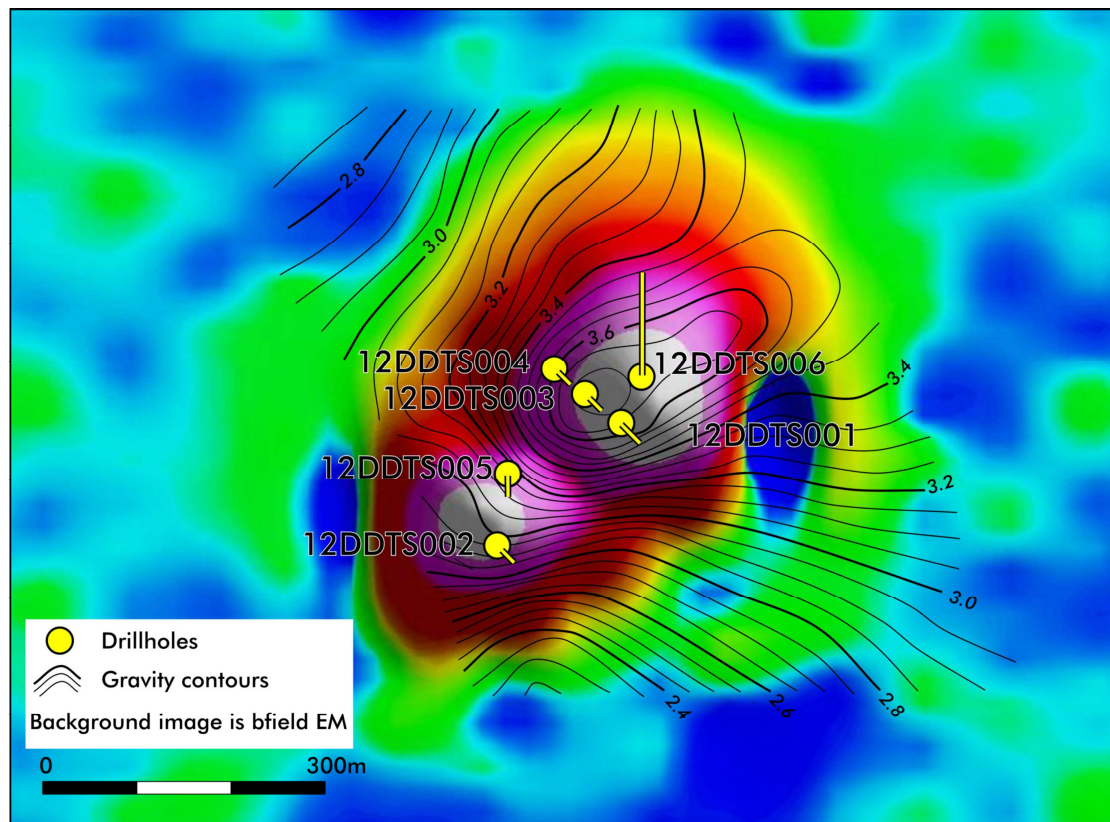 2.8
3.0
3.2
3.4
3.6
12DDTS004
12DDTS006
3.4
12DDTS003
12DDTS001
12DDTS005
3.2
12DDTS002
3.0
Drillholes
Gravity contours
Background image is bfield EM
2.4
2.6
2.8
0
300m